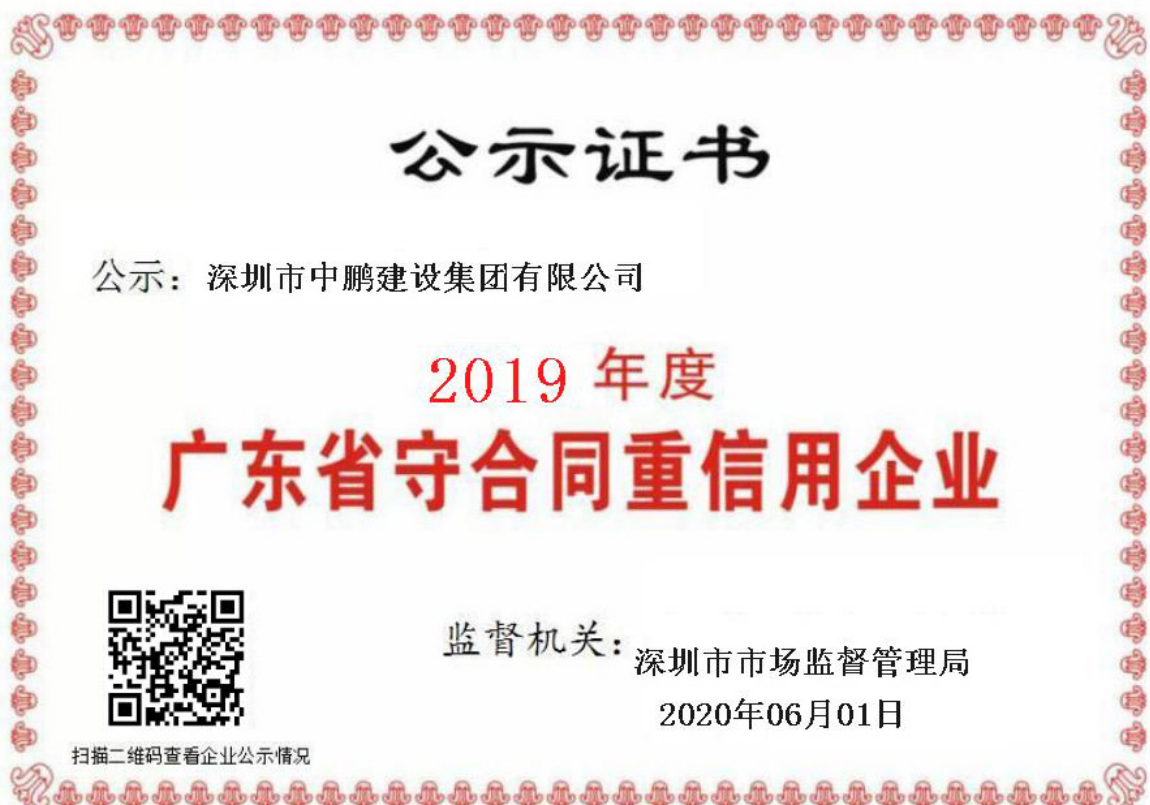 公示证书
公示：深圳市中鹏建设集团有限公司
2019 年度
广东省守合同重信用企业
监督机关：深圳市市场监督管理局
2020年06月01日
扫描二维码查看企业公示情况